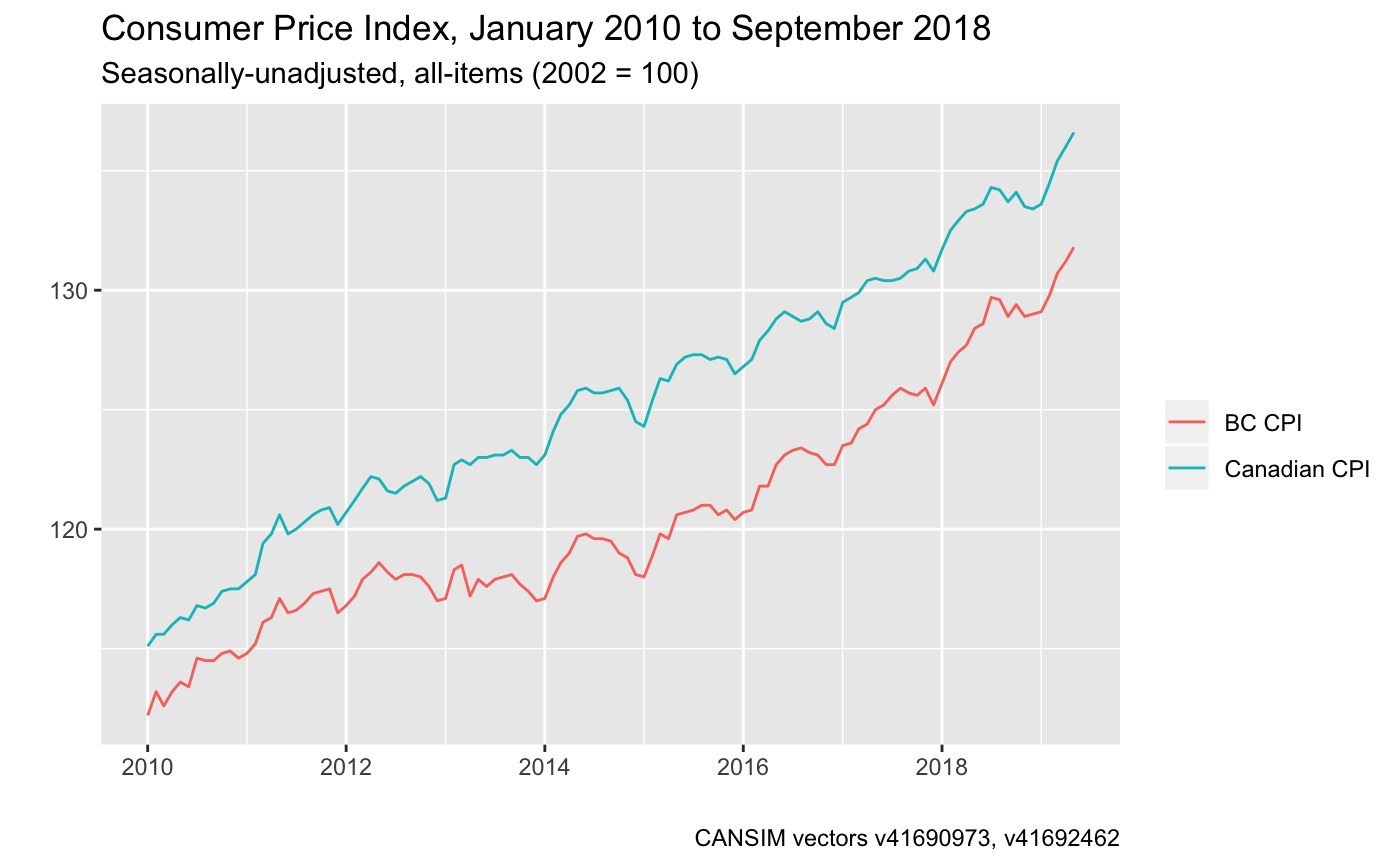 Consumer Price Index, January 2010 to September 2018
Seasonally-unadjusted, all-items (2002 = 100)
130
120
BC CPI
Canadian CPI
2010 2012 2014 2016 2018
CANSIM vectors v41690973, v41692462